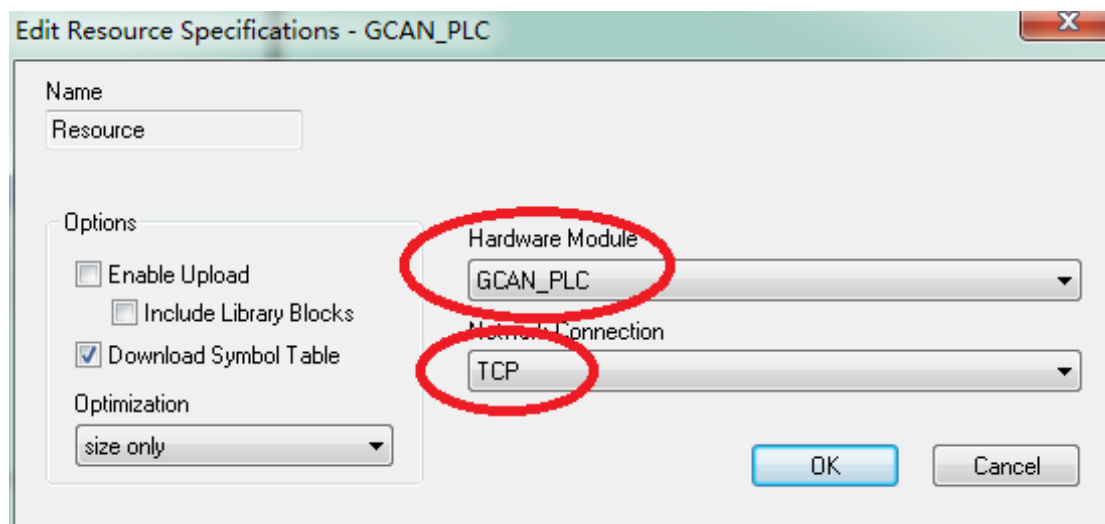 Edit Resource Specifications - GCAN_PLC
Name
Resource
Options
Enable Upload
Include Library Blocks
Download Symbol Table
Optimization
size only
Hardware Module
GCAN_PLC
Network Connection
TCP
OK
Cancel